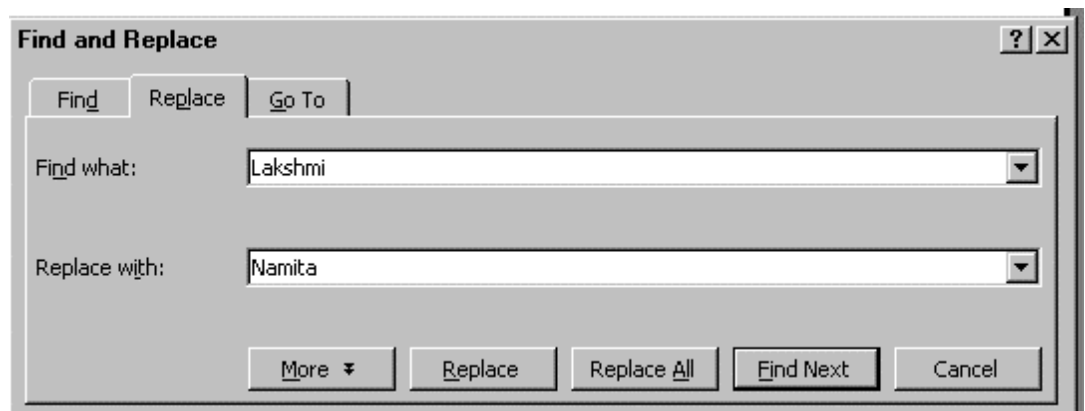 Find and Replace
Find Replace Go To
Find what: Lakshmi
Replace with: Namita
More Replace Replace All Find Next Cancel